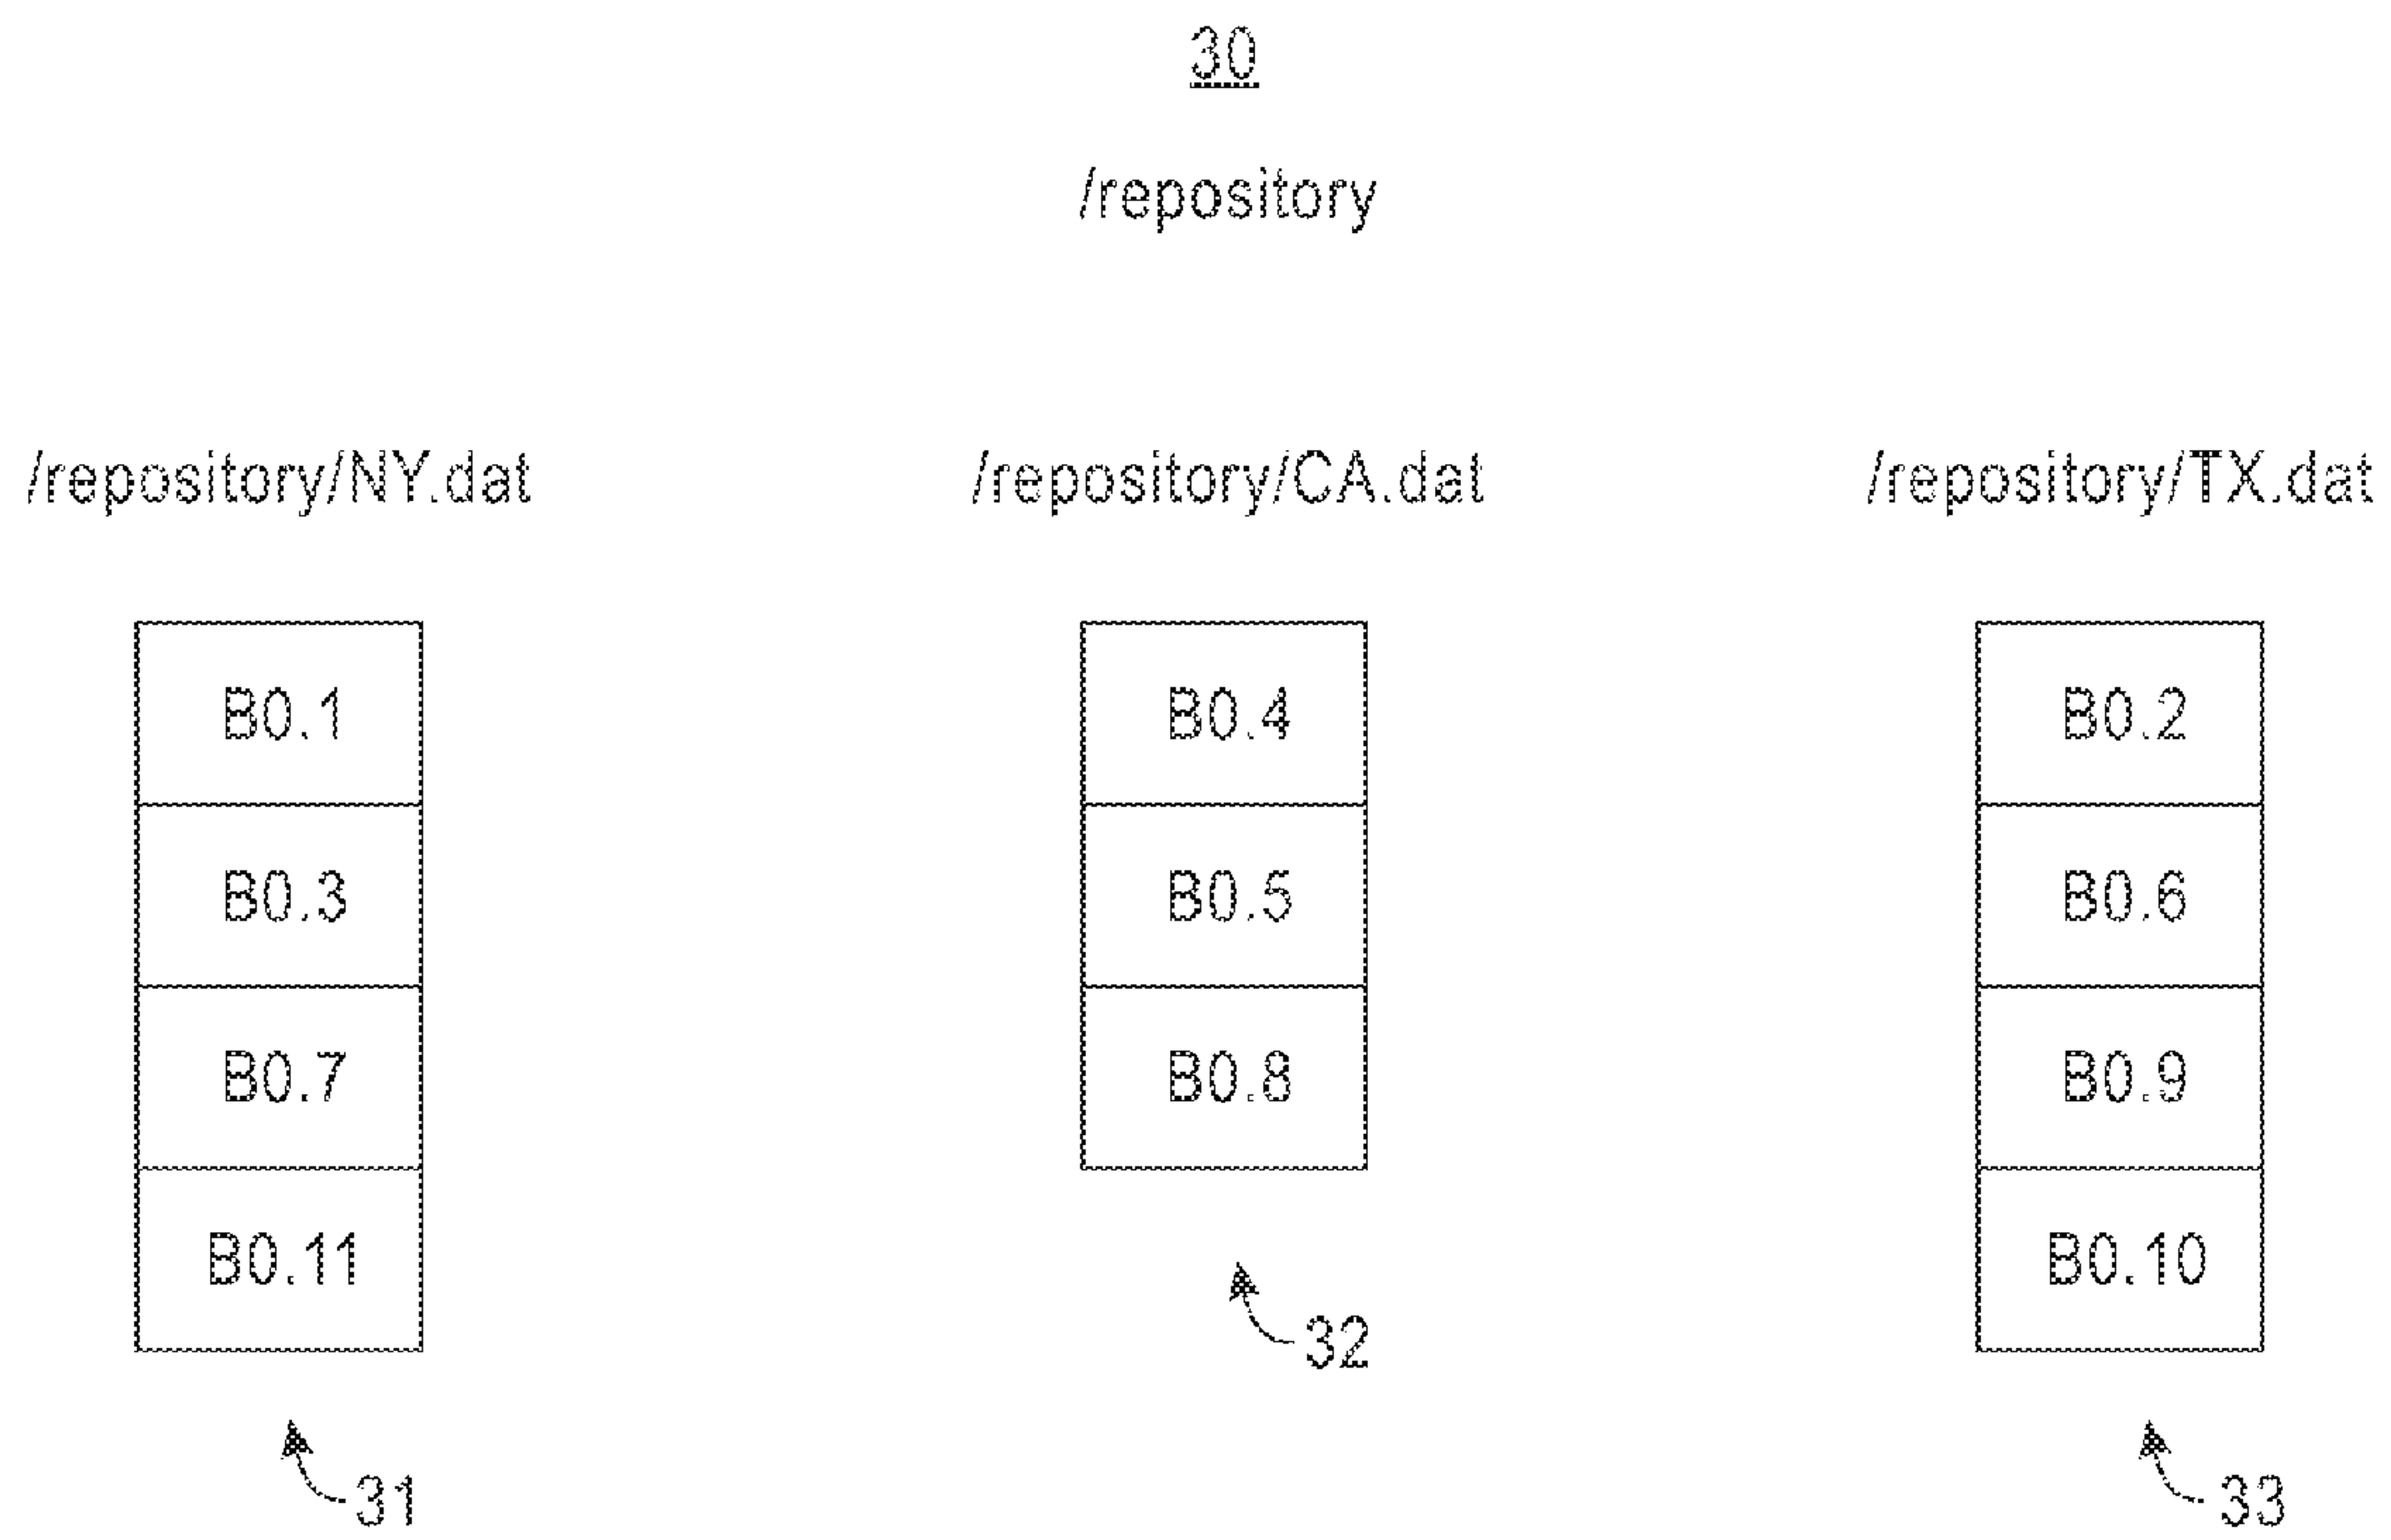 30
/repository
/repository/NY.dat
/repository/CA.dat
/repository/TX.dat
B0.1
B0.3
B0.7
B0.11
31
B0.4
B0.5
B0.8
32
B0.2
B0.6
B0.9
B0.10
33